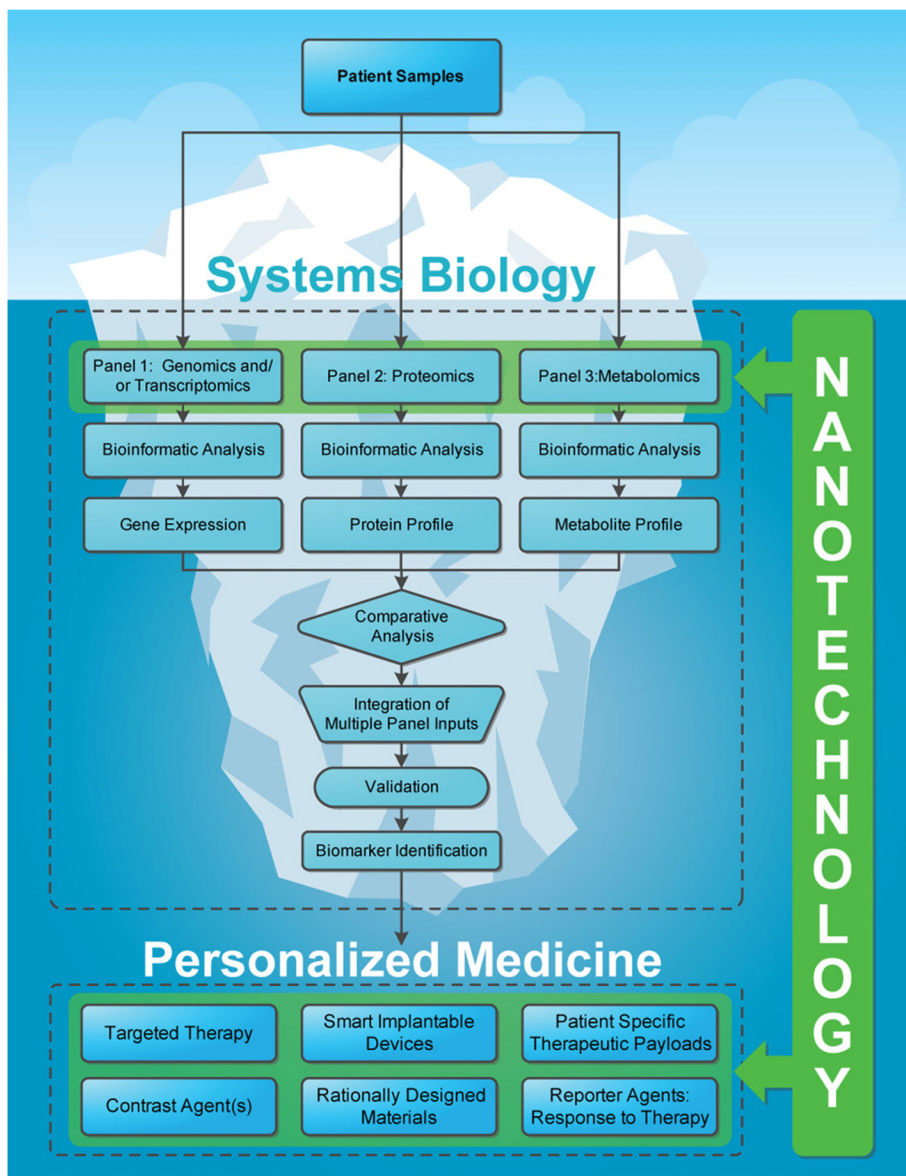 Patient Samples
Systems Biology
Panel 1:  Genomics and/
or Transcriptomics
Panel 2: Proteomics
Panel 3:Metabolomics
Bioinformatic Analysis
Bioinformatic Analysis
Bioinformatic Analysis
Gene Expression
Protein Profile
Metabolite Profile
Comparative
Analysis
Integration of
Multiple Panel Inputs
Validation
Biomarker Identification
Personalized Medicine
Targeted Therapy
Smart Implantable
Devices
Patient Specific
Therapeutic Payloads
Contrast Agent(s)
Rationally Designed
Materials
Reporter Agents:
Response to Therapy
NANOTECHNOLOGY